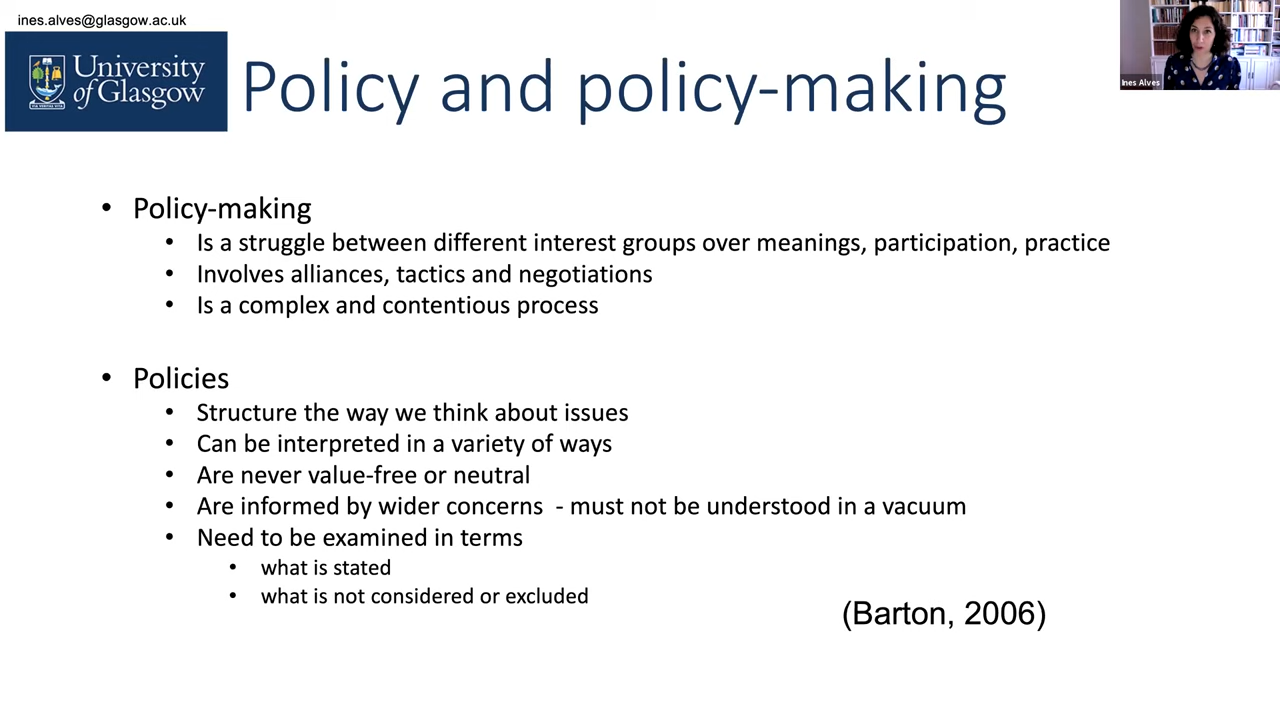 ines.alves@glasgow.ac.uk
University
of Glasgow
Policy and policy-making
Ines Alves
• Policy-making
• Is a struggle between different interest groups over meanings, participation, practice
• Involves alliances, tactics and negotiations
• Is a complex and contentious process
• Policies
• Structure the way we think about issues
• Can be interpreted in a variety of ways
• Are never value-free or neutral
• Are informed by wider concerns - must not be understood in a vacuum
• Need to be examined in terms
• what is stated
• what is not considered or excluded
(Barton, 2006)